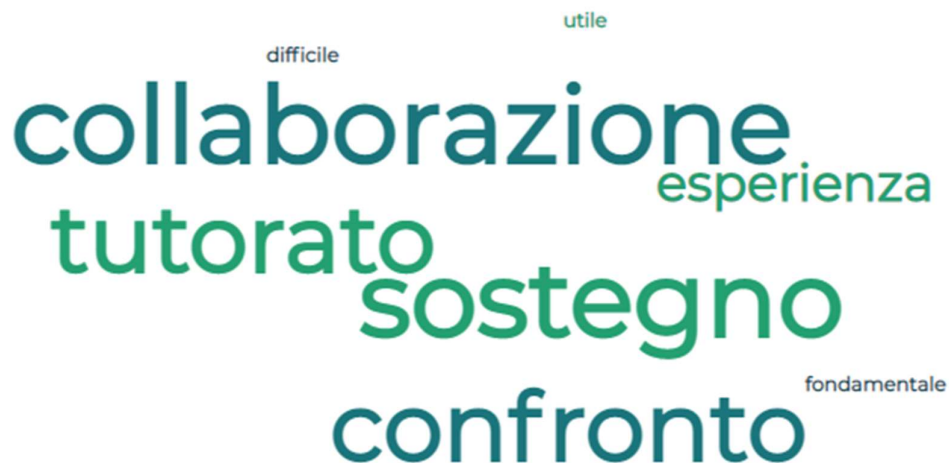 utile
difficile
collaborazione
esperienza
tutorato
sostegno
fondamentale
confronto